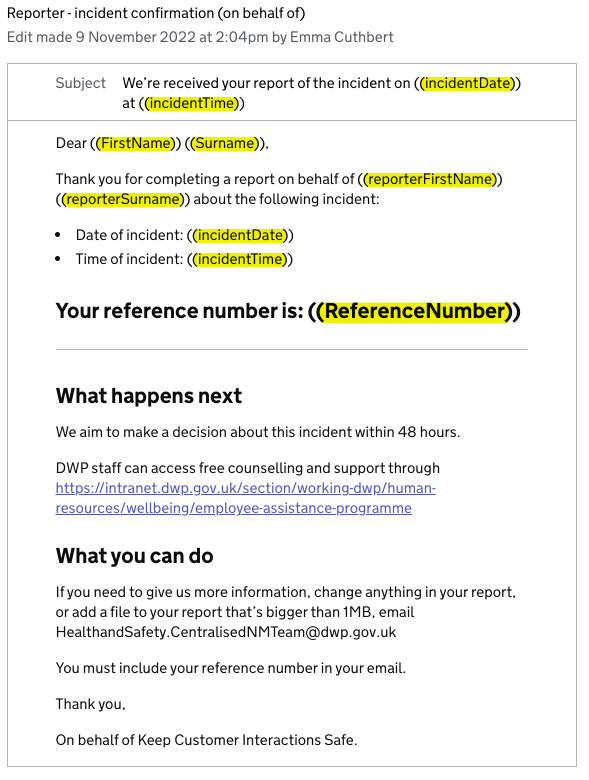 Reporter - incident confirmation (on behalf of)
Edit made 9 November 2022 at 2:04pm by Emma Cuthbert
Subject We’re received your report of the incident on ((incidentDate))
at ((incidentTime))
Dear ((FirstName)) ((Surname)),
Thank you for completing a report on behalf of ((reporterFirstName))
((reporterSurname)) about the following incident:
• Date of incident: ((incidentDate))
• Time of incident: ((incidentTime))
Your reference number is: ((ReferenceNumber))
What happens next
We aim to make a decision about this incident within 48 hours.
DWP staff can access free counselling and support through
https://intranet.dwp.gov.uk/section/working-dwp/human-
resources/wellbeing/employee-assistance-programme
What you can do
If you need to give us more information, change anything in your report,
or add a file to your report that’s bigger than 1MB, email
HealthandSafety.CentralisedNMTeam@dwp.gov.uk
You must include your reference number in your email.
Thank you,
On behalf of Keep Customer Interactions Safe.